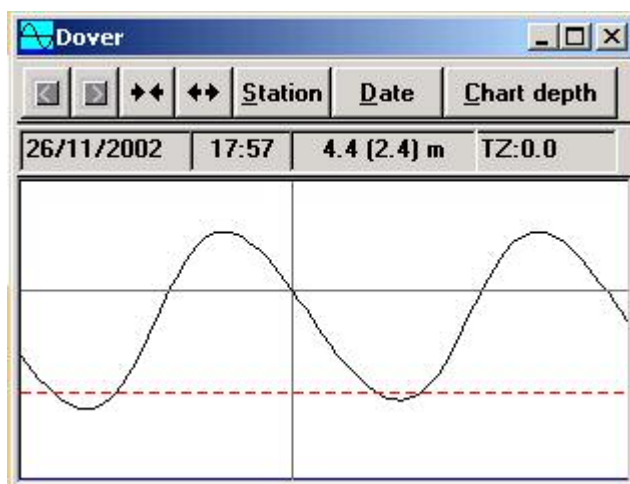 Dover
Station Date Chart depth
26/11/2002 17:57 4.4 (2.4) m TZ:0.0